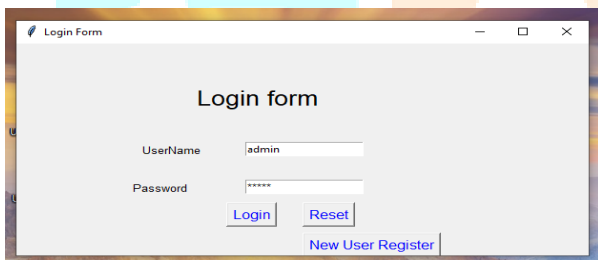 Login Form
Login form
UserName admin
Password *****
Login Reset
New User Register